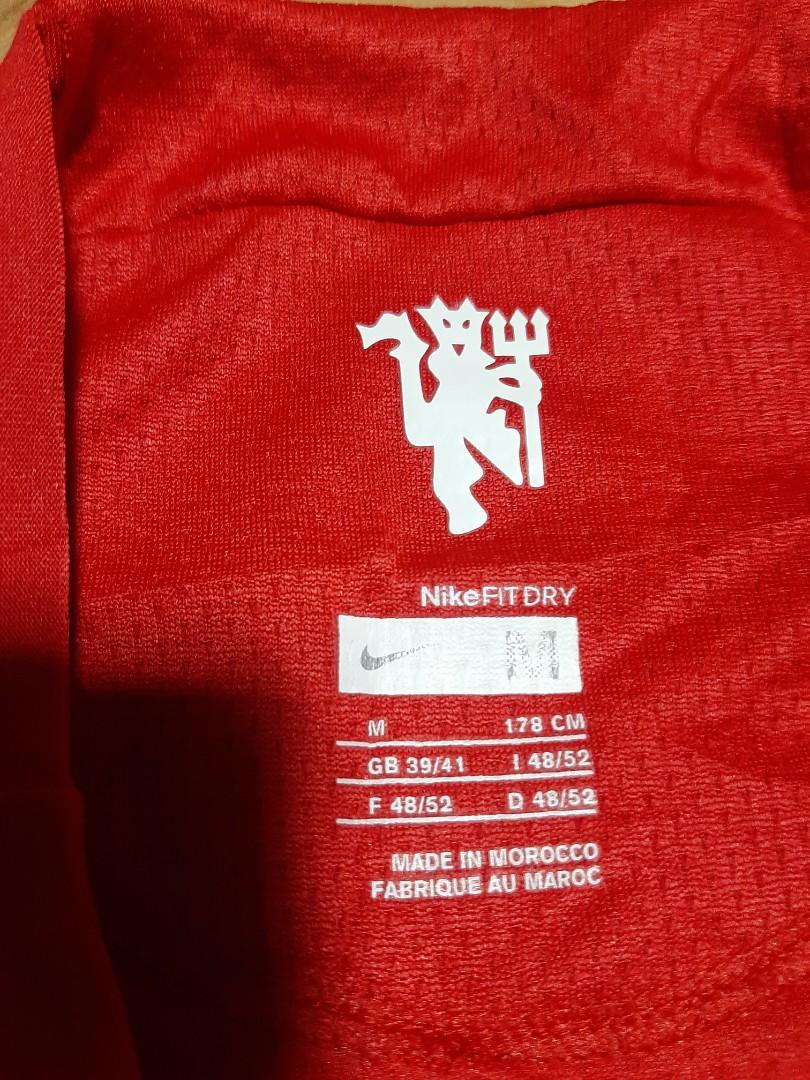 NikeFIT DRY
M
M 178 CM
GB 39/41 I 48/52
F 48/52 D 48/52
MADE IN MOROCCO
FABRIQUE AU MAROC